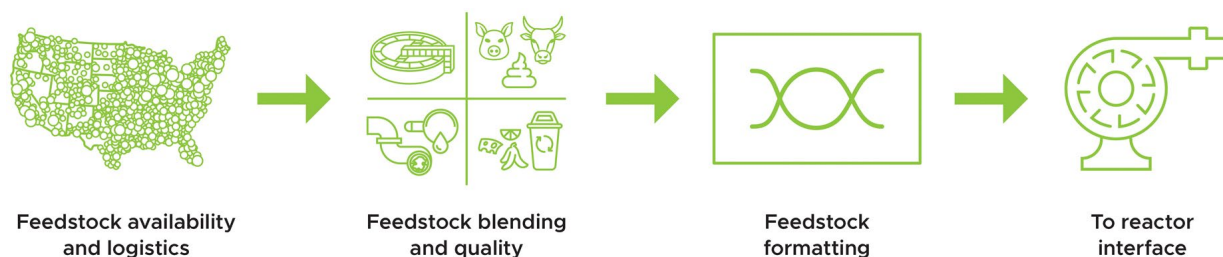 Feedstock availability
and logistics
Feedstock blending
and quality
Feedstock
formatting
To reactor
interface